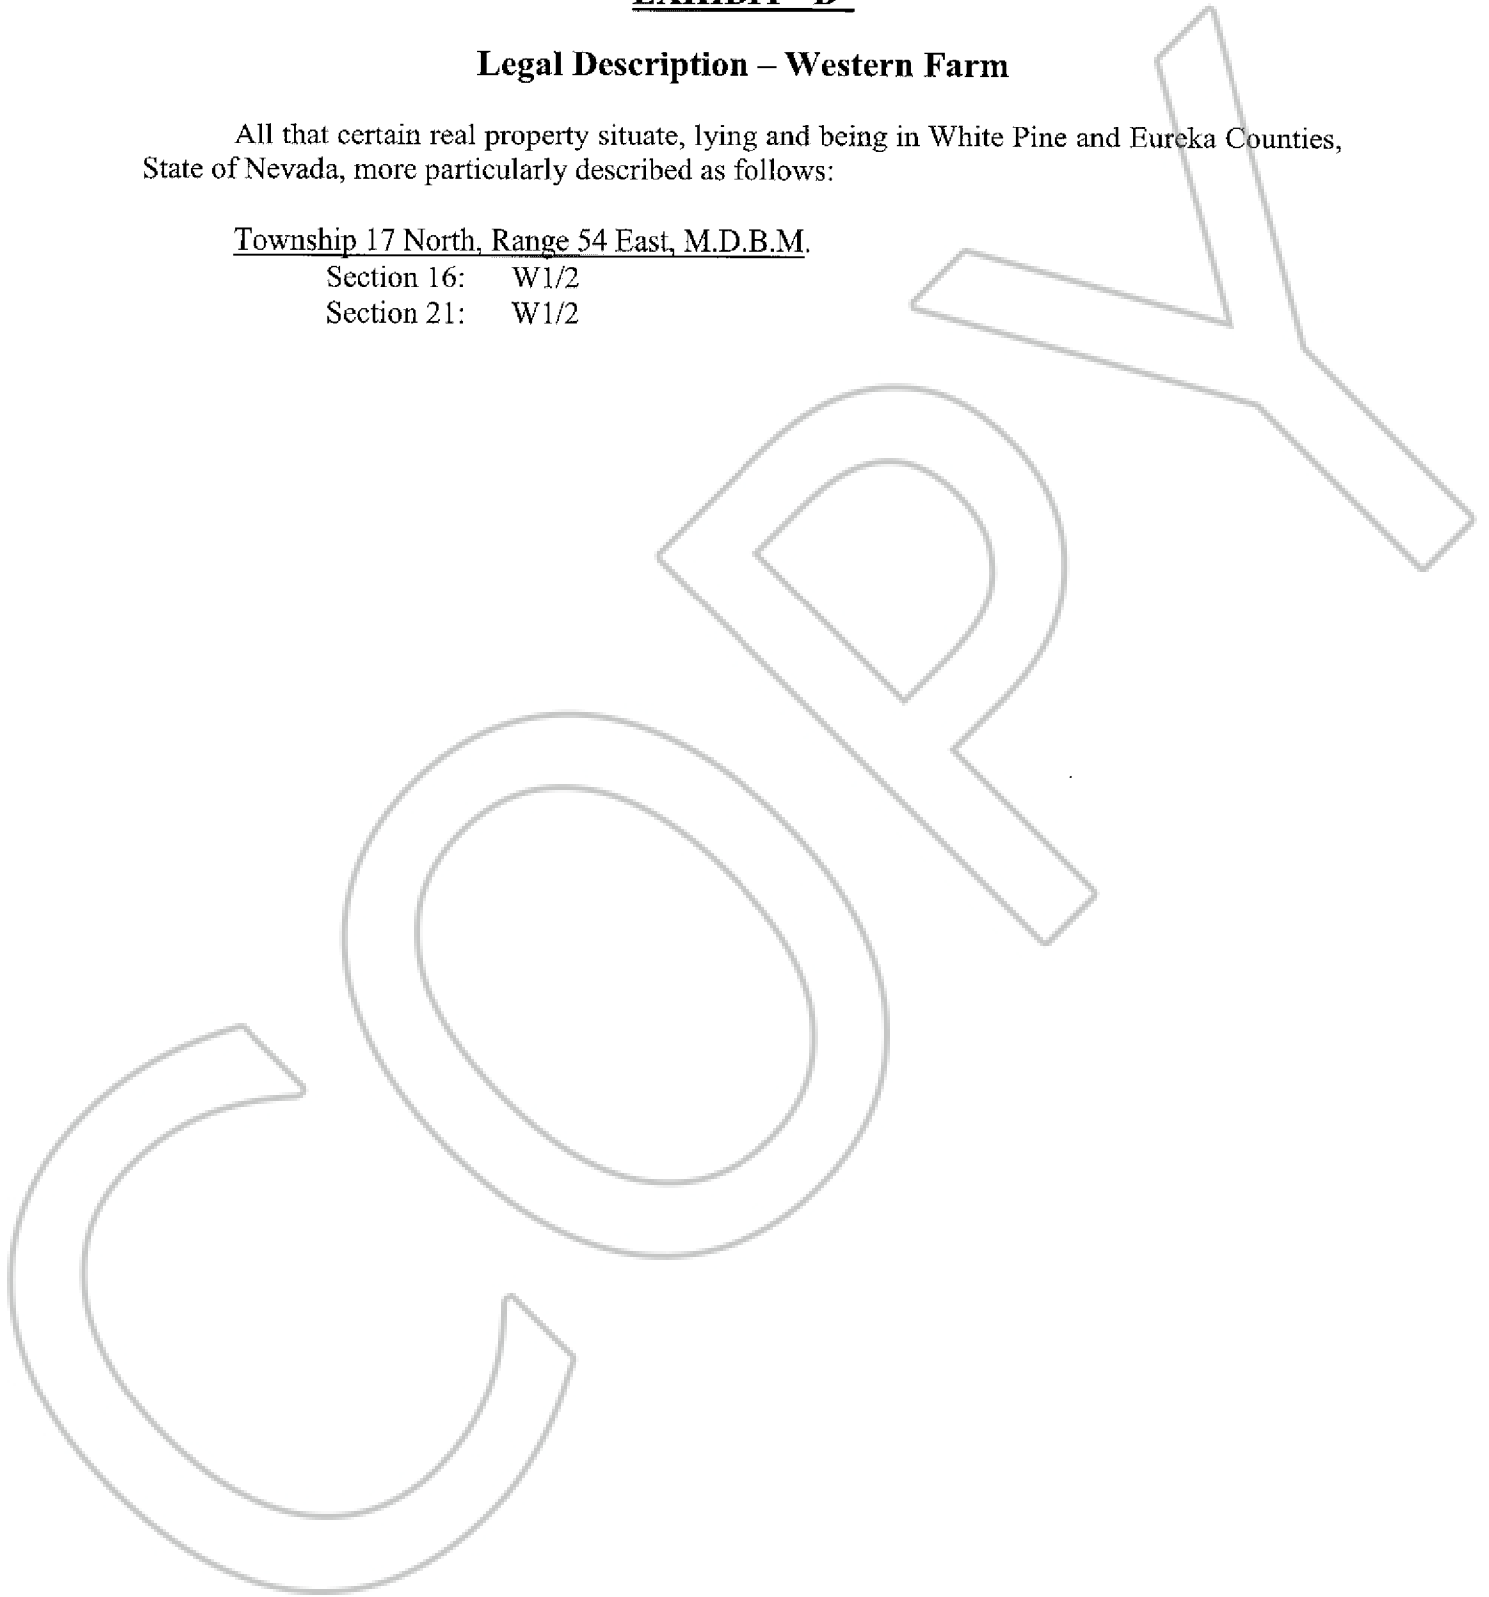 EXHIBIT "D"
Legal Description – Western Farm
All that certain real property situate, lying and being in White Pine and Eureka Counties,
State of Nevada, more particularly described as follows:
Township 17 North, Range 54 East, M.D.B.M.
Section 16: W1/2
Section 21: W1/2
COPY